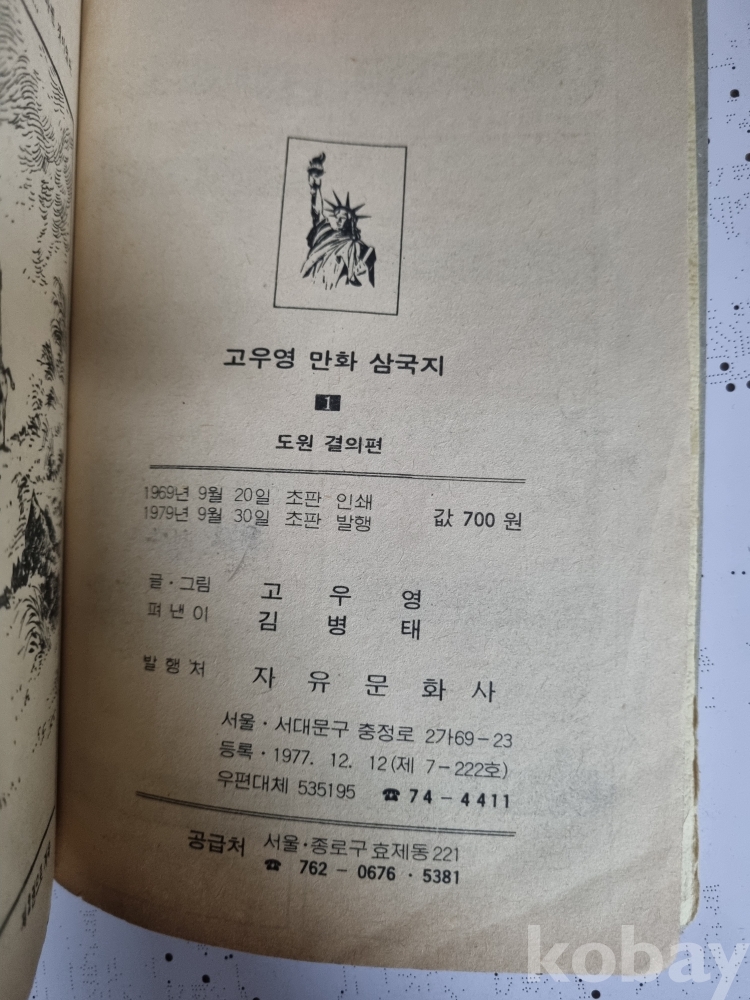 고우영 만화 삼국지
1
도원 결의편
1969년 9월 20일 초판 인쇄
1979년 9월 30일 초판 발행
값 700 원
글·그림 고 우 영
펴 낸 이 김 병 태
발 행 처 자 유 문 화 사
서울·서대문구 충정로 2가69-23
등록·1977. 12. 12(제 7-222호)
우편대체 535195 ☎ 74-4411
공급처 서울·종로구 효제동 221
☎ 762-0676·5381
kobay